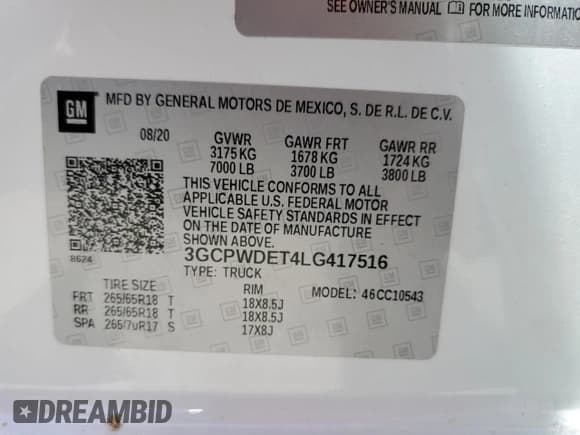 SEE OWNER'S MANUAL FOR MORE INFORMATIO
GM
MFD BY GENERAL MOTORS DE MEXICO, S. DE R.L. DE C.V.
08/20 GVWR GAWR FRT GAWR RR
3175 KG 1678 KG 1724 KG
7000 LB 3700 LB 3800 LB
THIS VEHICLE CONFORMS TO ALL
APPLICABLE U.S. FEDERAL MOTOR
VEHICLE SAFETY STANDARDS IN EFFECT
ON THE DATE OF MANUFACTURE
SHOWN ABOVE.
8624 3GCPWDET4LG417516
TYPE: TRUCK
TIRE SIZE RIM MODEL: 46CC10543
FRT 265/65R18 T 18X8.5J
RR 265/65R18 T 18X8.5J
SPA 265/70R17 S 17X8J
DREAMBID